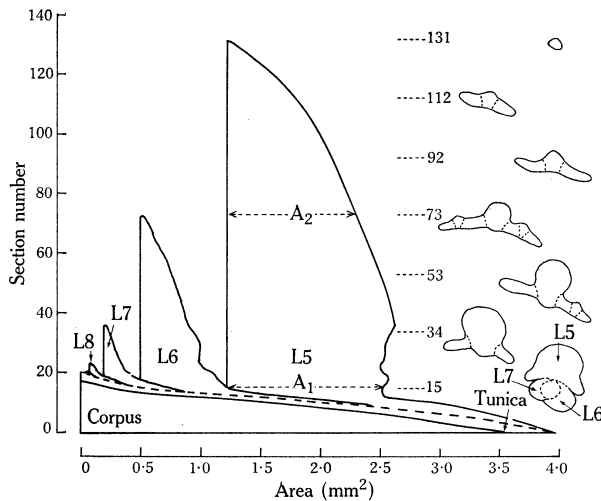 140
120
100
80
60
40
20
0
Section number
L8
L7
L6
L5
A2
A1
Corpus
Tunica
131
112
92
73
53
34
15
L5
L7
L6
0 0·5 1·0 1·5 2·0 2·5 3·0 3·5 4·0
Area (mm²)